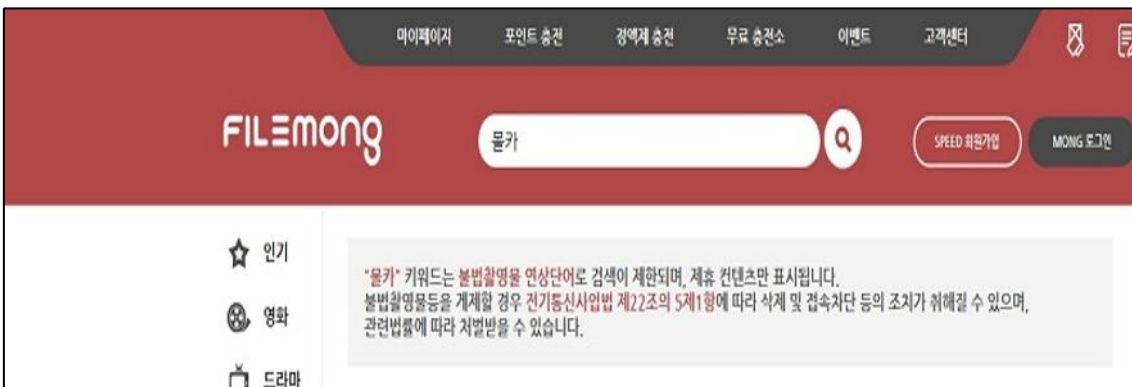 마이페이지 포인트 충전 정액제 충전 무료 충전소 이벤트 고객센터
FILEMONG
몰카
SPEED 회원가입
MONG 로그인
인기
영화
드라마
"몰카" 키워드는 불법촬영물 연상단어로 검색이 제한되며, 제휴 컨텐츠만 표시됩니다.
불법촬영물등을 게제할 경우 전기통신사업법 제22조의 5제1항에 따라 삭제 및 접속차단 등의 조치가 취해질 수 있으며,
관련법률에 따라 처벌받을 수 있습니다.